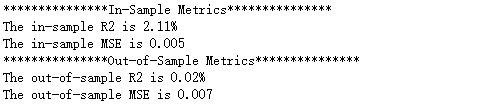 ***************In-Sample Metrics***************
The in-sample R2 is 2.11%
The in-sample MSE is 0.005
***************Out-of-Sample Metrics***************
The out-of-sample R2 is 0.02%
The out-of-sample MSE is 0.007